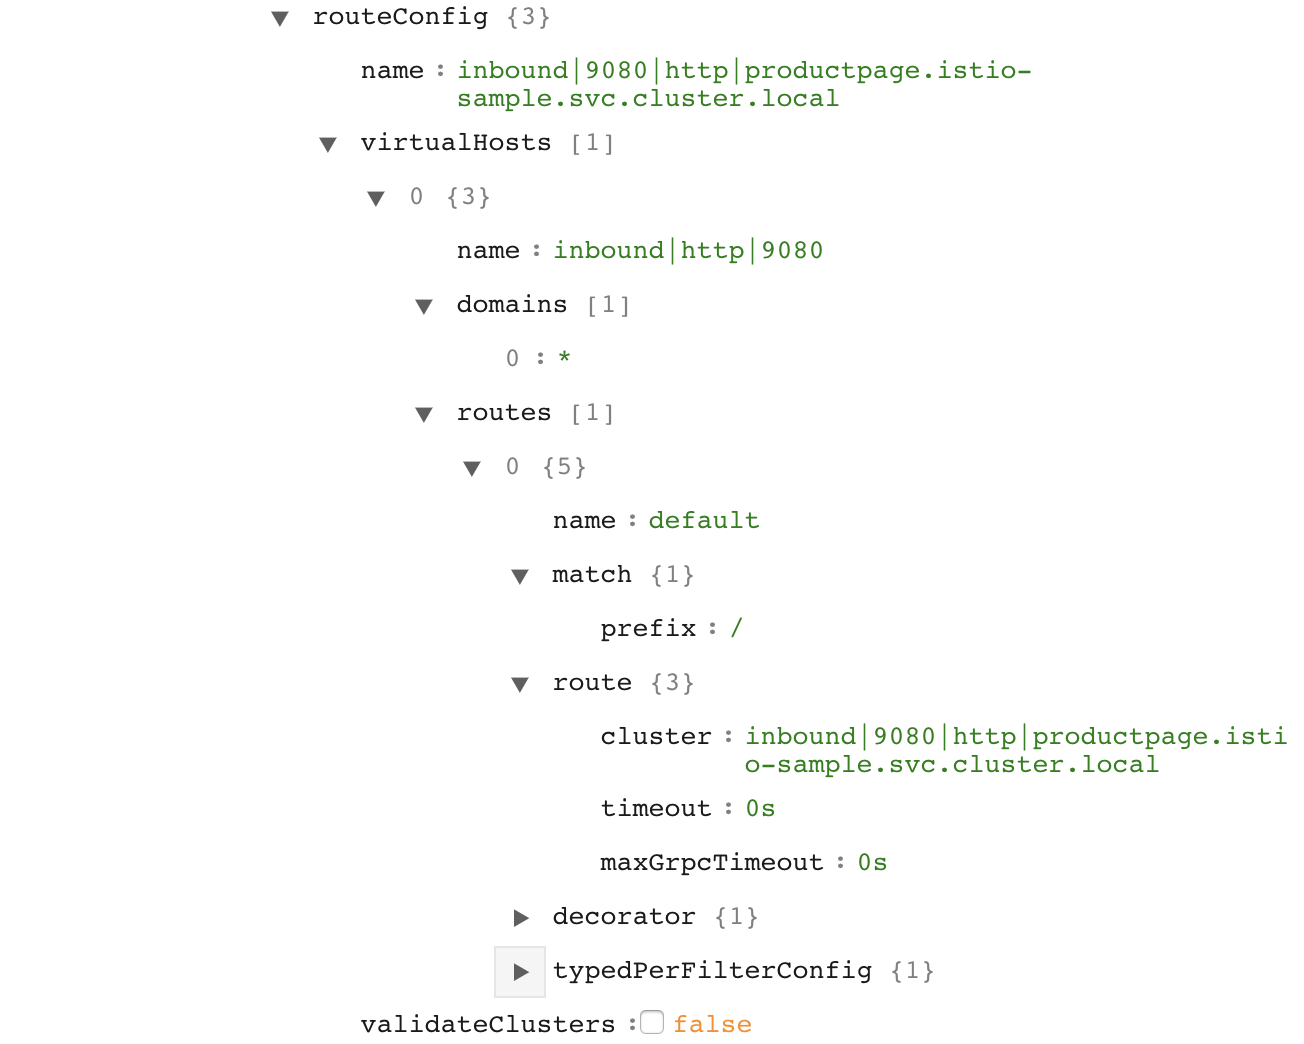 routeConfig {3}
name : inbound|9080|http|productpage.istio-
sample.svc.cluster.local
virtualHosts [1]
0 {3}
name : inbound|http|9080
domains [1]
0 : *
routes [1]
0 {5}
name : default
match {1}
prefix : /
route {3}
cluster : inbound|9080|http|productpage.isti
o-sample.svc.cluster.local
timeout : 0s
maxGrpcTimeout : 0s
decorator {1}
typedPerFilterConfig {1}
validateClusters : false